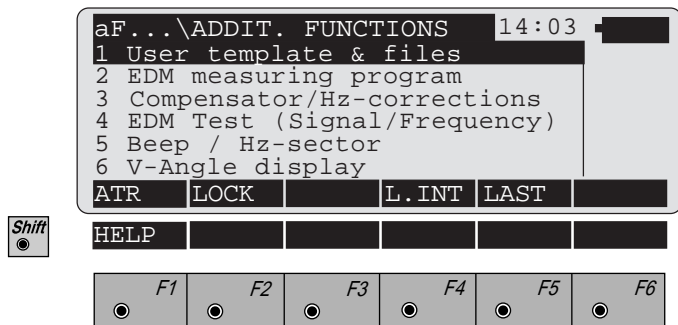 aF...\ADDIT. FUNCTIONS 14:03
1 User template & files
2 EDM measuring program
3 Compensator/Hz-corrections
4 EDM Test (Signal/Frequency)
5 Beep / Hz-sector
6 V-Angle display
ATR LOCK L.INT LAST
Shift HELP
F1 F2 F3 F4 F5 F6